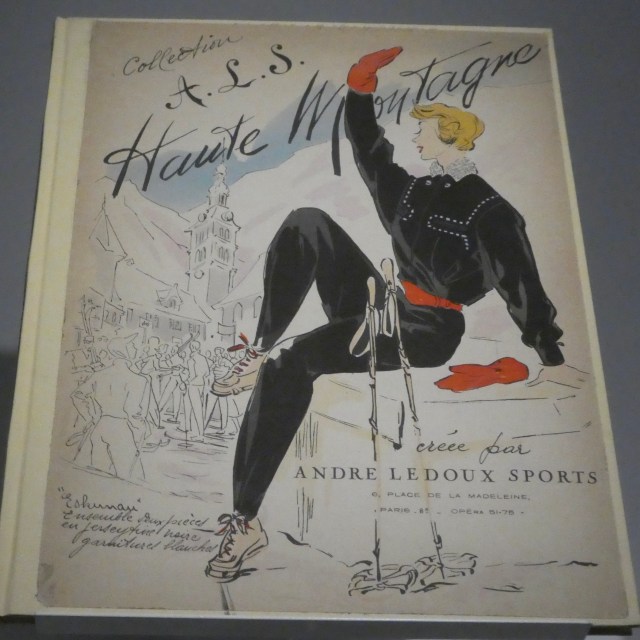 Collection
A.L.S.
Haute Montagne
créée par
ANDRE LEDOUX SPORTS
6, PLACE DE LA MADELEINE,
PARIS - 8e - OPÉRA 51-78 -
Ensemble deux pièces
en jersey noir
garnitures blanches